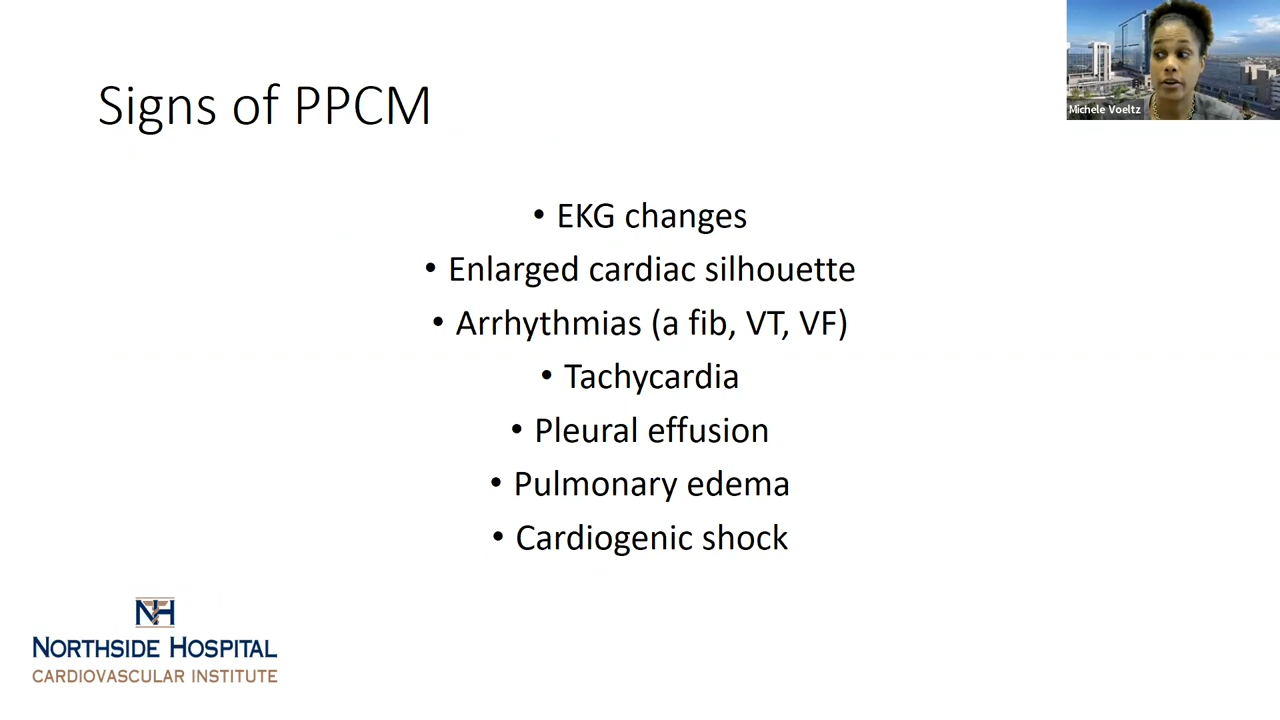 Michele Voeltz
Signs of PPCM
• EKG changes
• Enlarged cardiac silhouette
• Arrhythmias (a fib, VT, VF)
• Tachycardia
• Pleural effusion
• Pulmonary edema
• Cardiogenic shock
NH
NORTHSIDE HOSPITAL
CARDIOVASCULAR INSTITUTE